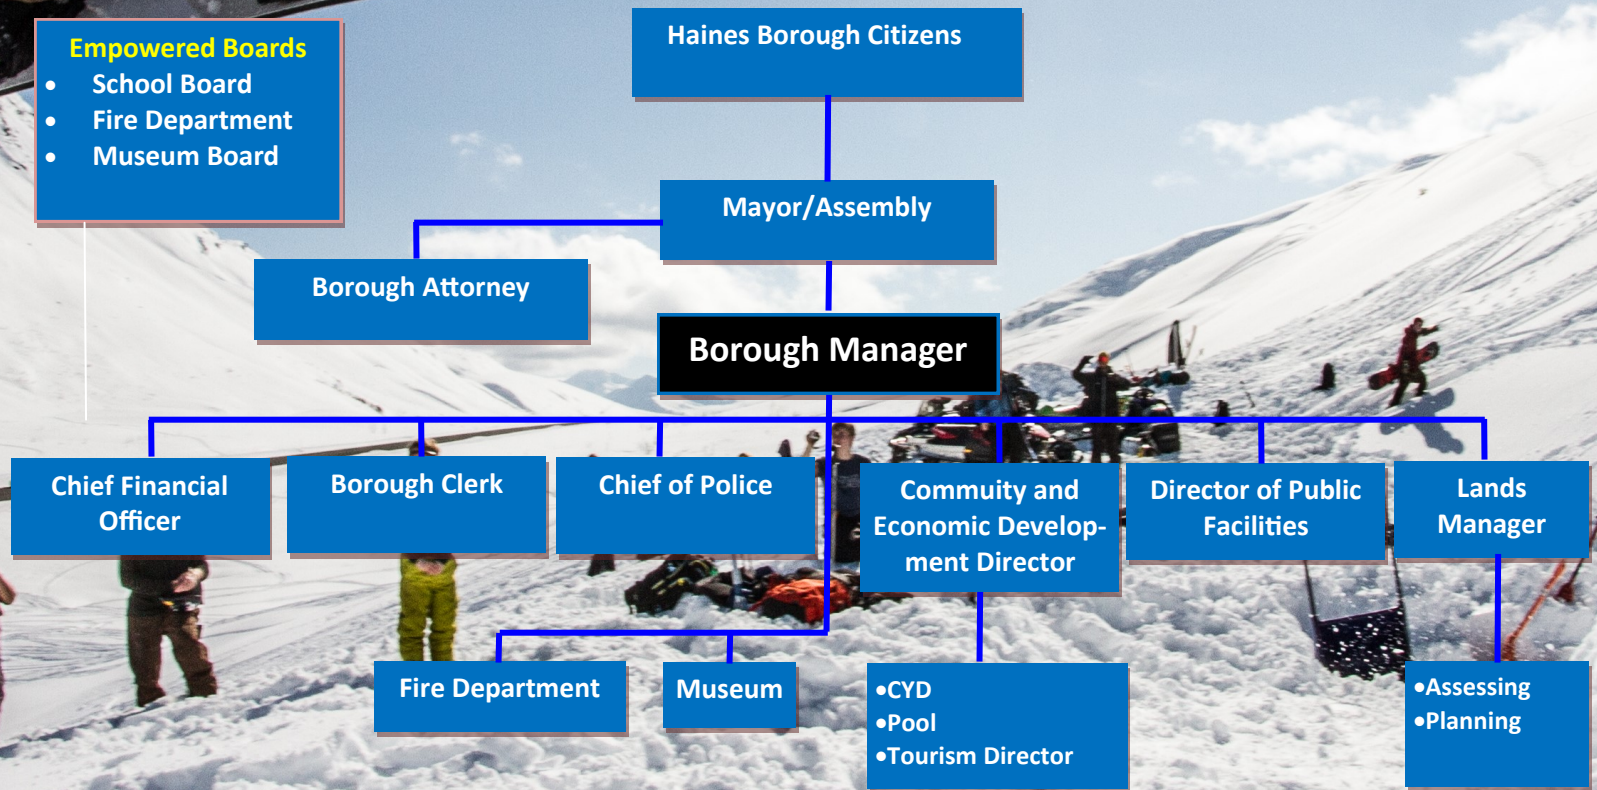 Empowered Boards
• School Board
• Fire Department
• Museum Board
Haines Borough Citizens
Mayor/Assembly
Borough Attorney
Borough Manager
Chief Financial
Officer
Borough Clerk
Chief of Police
Commuity and
Economic Develop-
ment Director
Director of Public
Facilities
Lands
Manager
Fire Department
Museum
•CYD
•Pool
•Tourism Director
•Assessing
•Planning